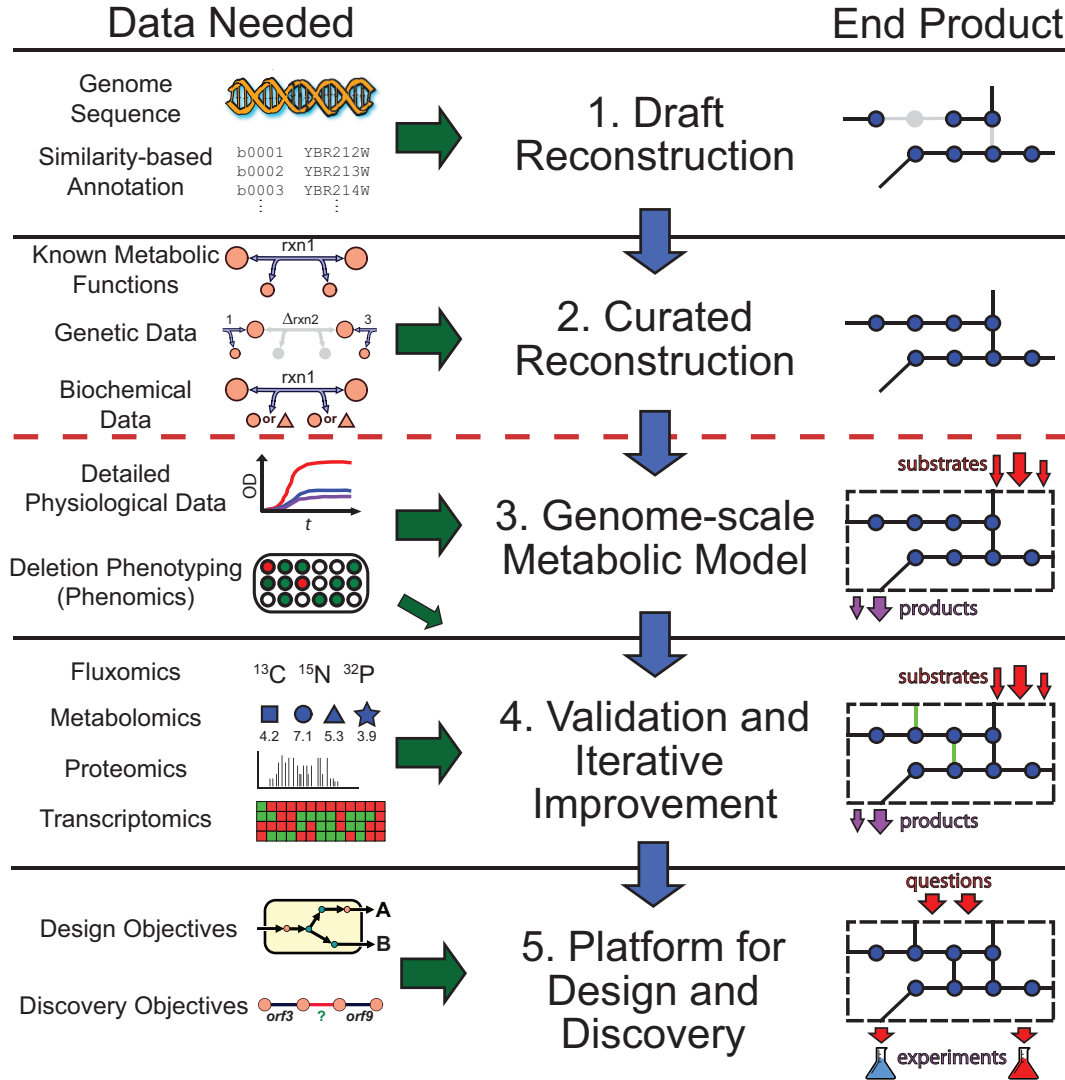 Data Needed
End Product
Genome
Sequence
Similarity-based
Annotation
b0001 YBR212W
b0002 YBR213W
b0003 YBR214W
1. Draft
Reconstruction
Known Metabolic
Functions
rxn1
Genetic Data
1
Δrxn2
3
Biochemical
Data
rxn1
or
or
2. Curated
Reconstruction
Detailed
Physiological Data
OD
t
Deletion Phenotyping
(Phenomics)
3. Genome-scale
Metabolic Model
substrates
products
Fluxomics
¹³C ¹⁵N ³²P
Metabolomics
4.2 7.1 5.3 3.9
Proteomics
Transcriptomics
4. Validation and
Iterative
Improvement
substrates
products
Design Objectives
A
B
Discovery Objectives
orf3 ? orf9
5. Platform for
Design and
Discovery
questions
experiments